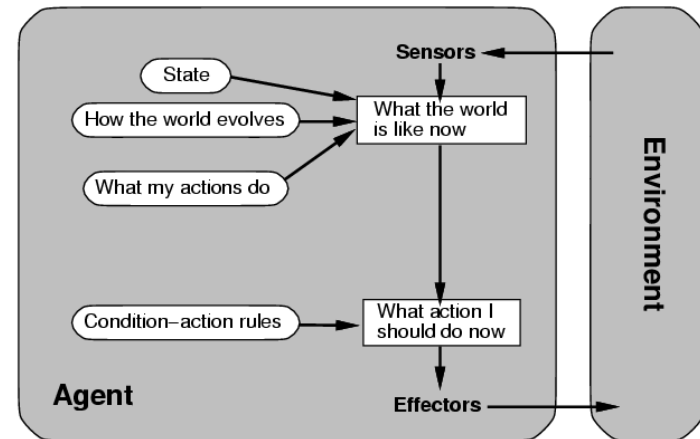 Sensors
State
What the world
is like now
How the world evolves
What my actions do
Environment
Condition–action rules
What action I
should do now
Agent
Effectors